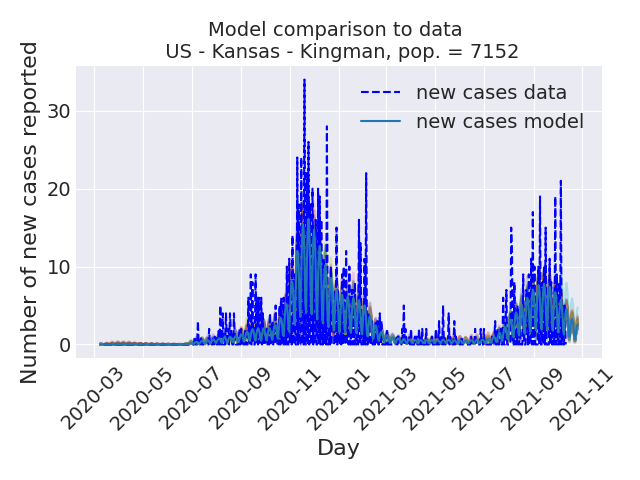 Model comparison to data
US - Kansas - Kingman, pop. = 7152
Number of new cases reported
30
20
10
0
new cases data
new cases model
2020-03
2020-05
2020-07
2020-09
2020-11
2021-01
2021-03
2021-05
2021-07
2021-09
2021-11
Day